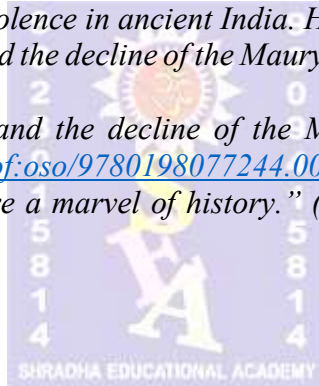 olence in ancient India. H
d the decline of the Maury
and the decline of the M
of:oso/9780198077244.00
e a marvel of history.” (
SEA
SHRADHA EDUCATIONAL ACADEMY